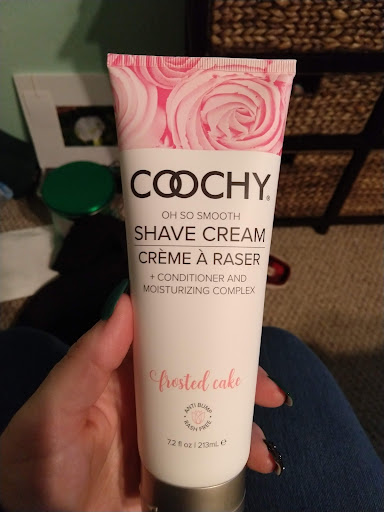 COOCHY®
OH SO SMOOTH
SHAVE CREAM
CRÈME À RASER
+ CONDITIONER AND
MOISTURIZING COMPLEX
frosted cake
• ANTI BUMP •
RASH FREE
7.2 fl oz | 213mL ℮